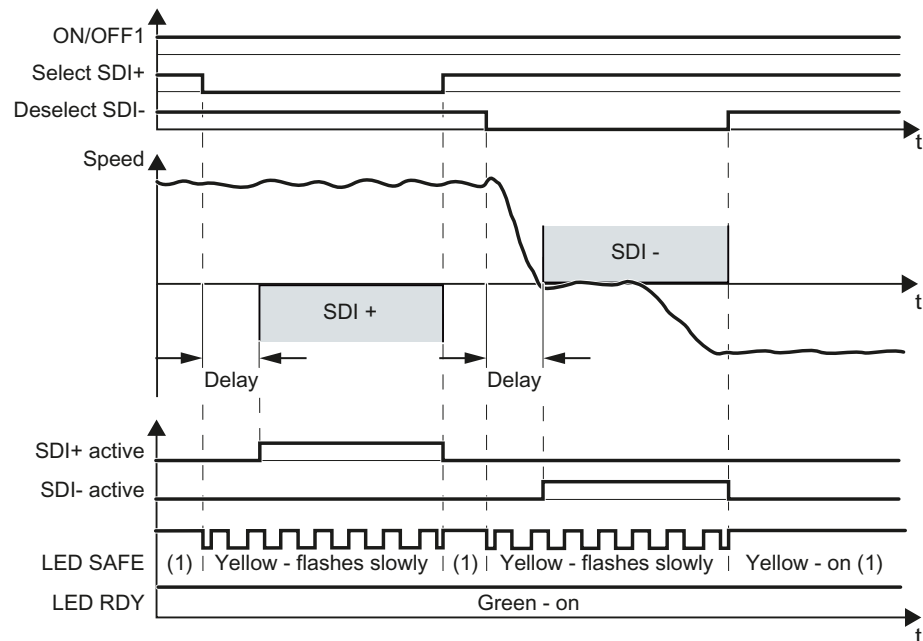 ON/OFF1
Select SDI+
Deselect SDI-
t
Speed
SDI -
t
SDI +
Delay
Delay
SDI+ active
SDI- active
LED SAFE (1) Yellow - flashes slowly (1) Yellow - flashes slowly Yellow - on (1)
LED RDY Green - on
t